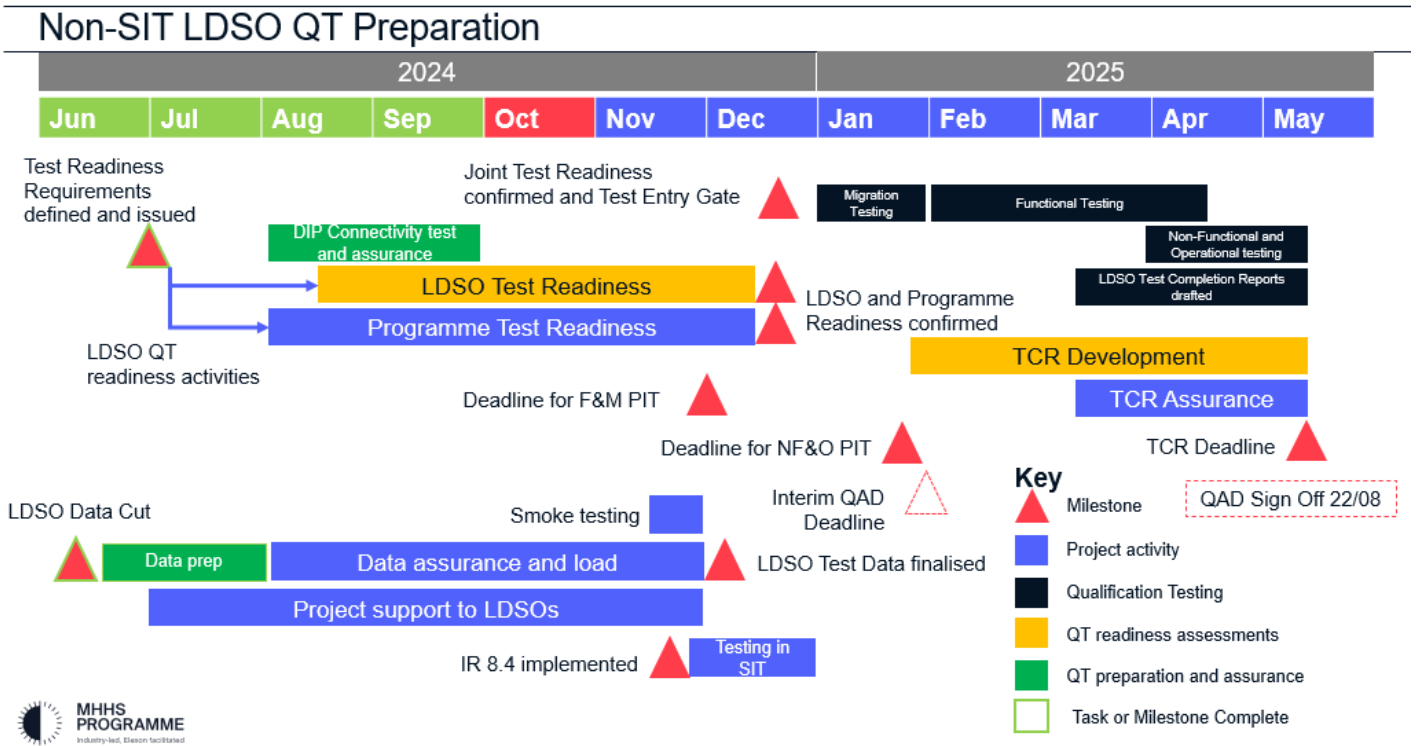 Non-SIT LDSO QT Preparation
2024
2025
Jun
Jul
Aug
Sep
Oct
Nov
Dec
Jan
Feb
Mar
Apr
May
Test Readiness
Requirements
defined and issued
Joint Test Readiness
confirmed and Test Entry Gate
Migration
Testing
Functional Testing
DIP Connectivity test
and assurance
Non-Functional and
Operational testing
LDSO Test Readiness
LDSO Test Completion Reports
drafted
LDSO and Programme
Readiness confirmed
Programme Test Readiness
LDSO QT
readiness activities
TCR Development
TCR Assurance
Deadline for F&M PIT
Deadline for NF&O PIT
TCR Deadline
Interim QAD
Deadline
Key
Milestone
QAD Sign Off 22/08
LDSO Data Cut
Smoke testing
Data prep
Data assurance and load
LDSO Test Data finalised
Project activity
Qualification Testing
Project support to LDSOs
QT readiness assessments
IR 8.4 implemented
Testing in
SIT
QT preparation and assurance
Task or Milestone Complete
MHHS
PROGRAMME
Industry-led, Elexon facilitated